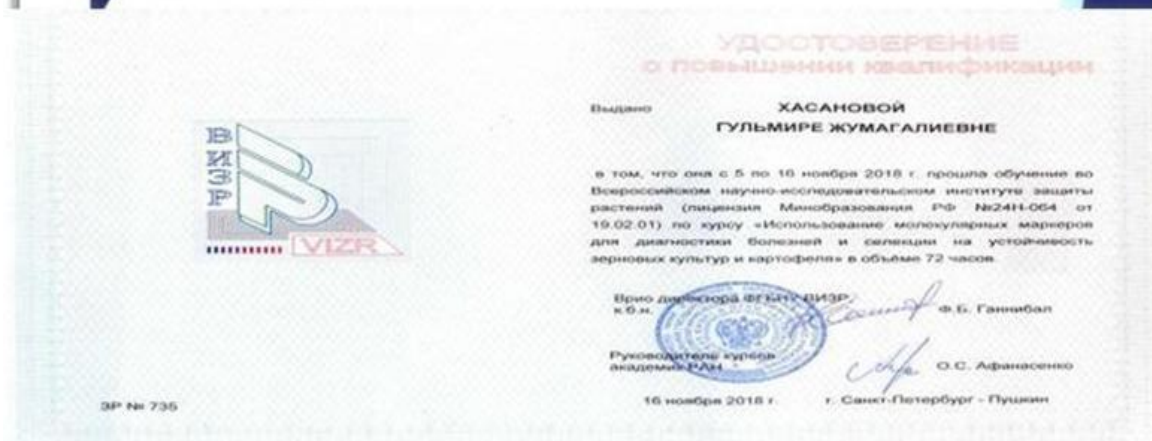 VIZR
ЗР № 735
УДОСТОВЕРЕНИЕ
о повышении квалификации
Выдано ХАСАНОВОЙ
ГУЛЬМИРЕ ЖУМАГАЛИЕВНЕ
в том, что она с 5 по 16 ноября 2018 г. прошла обучение во
Всероссийском научно-исследовательском институте защиты
растений (лицензия Минобразования РФ №24Н-064 от
19.02.01) по курсу «Использование молекулярных маркеров
для диагностики болезней и селекции на устойчивость
зерновых культур и картофеля» в объёме 72 часов.
Врио директора ФГБНУ ВИЗР,
к.б.н. Ф.Б. Ганнибал
Руководитель курсов
академик РАН О.С. Афанасенко
16 ноября 2018 г. г. Санкт-Петербург - Пушкин